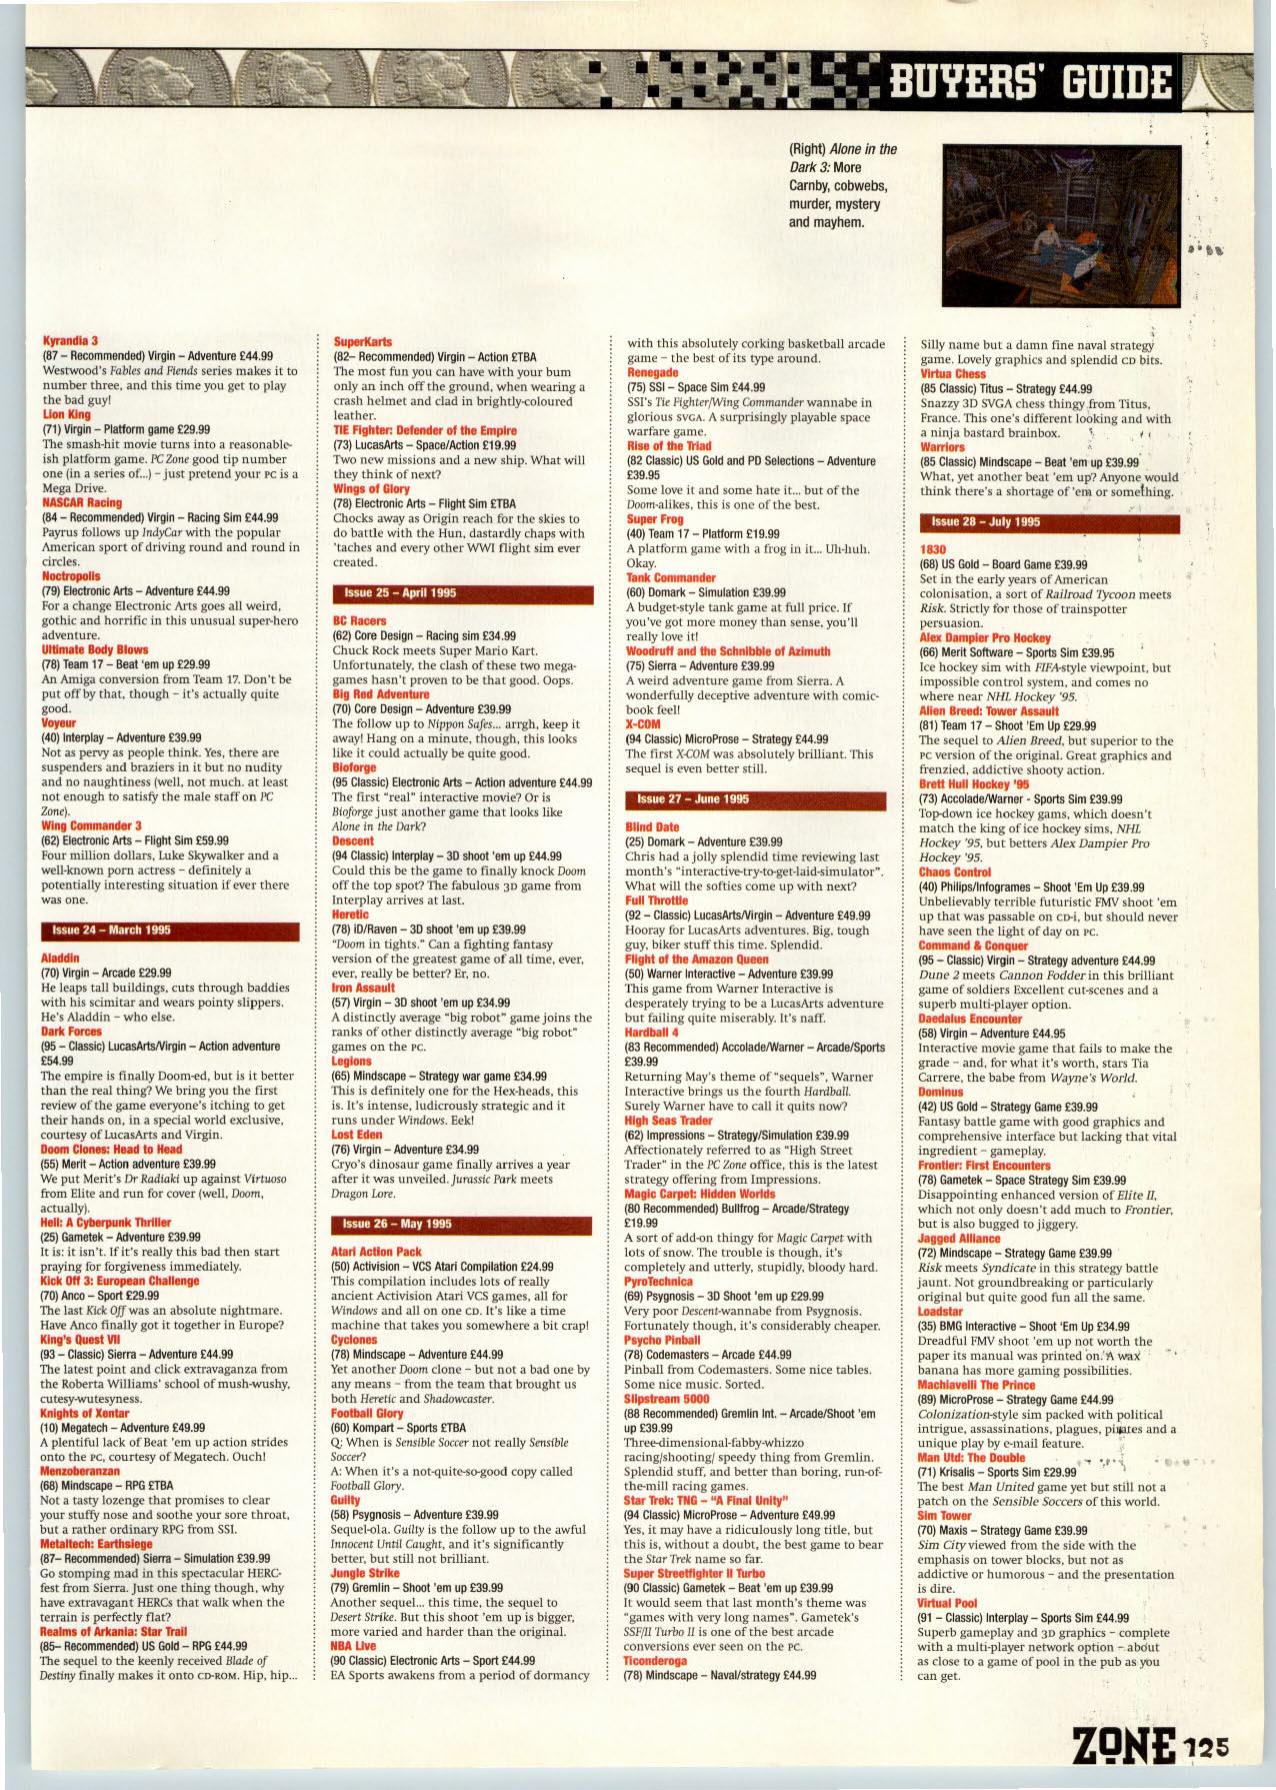 BUYERS' GUIDE
(Right) Alone in the
Dark 3: More
Carnby, cobwebs,
murder, mystery
and mayhem.
Kyrandia 3
(87 – Recommended) Virgin – Adventure £44.99
Westwood's Fables and Fiends series makes it to
number three, and this time you get to play
the bad guy!
Lion King
(71) Virgin – Platform game £29.99
The smash-hit movie turns into a reasonable-
ish platform game. PC Zone good tip number
one (in a series of...) – just pretend your PC is a
Mega Drive.
NASCAR Racing
(84 – Recommended) Virgin – Racing Sim £44.99
Payrus follows up IndyCar with the popular
American sport of driving round and round in
circles.
Noctropolis
(79) Electronic Arts – Adventure £44.99
For a change Electronic Arts goes all weird,
gothic and horrific in this unusual super-hero
adventure.
Ultimate Body Blows
(78) Team 17 – Beat 'em up £29.99
An Amiga conversion from Team 17. Don't be
put off by that, though – it's actually quite
good.
Voyeur
(40) Interplay – Adventure £39.99
Not as pervy as people think. Yes, there are
suspenders and braziers in it but no nudity
and no naughtiness (well, not much. at least
not enough to satisfy the male staff on PC
Zone).
Wing Commander 3
(62) Electronic Arts – Flight Sim £59.99
Four million dollars, Luke Skywalker and a
well-known porn actress – definitely a
potentially interesting situation if ever there
was one.
Issue 24 – March 1995
Aladdin
(70) Virgin – Arcade £29.99
He leaps tall buildings, cuts through baddies
with his scimitar and wears pointy slippers.
He's Aladdin – who else.
Dark Forces
(95 – Classic) LucasArts/Virgin – Action adventure
£54.99
The empire is finally Doom-ed, but is it better
than the real thing? We bring you the first
review of the game everyone's itching to get
their hands on, in a special world exclusive,
courtesy of LucasArts and Virgin.
Doom Clones: Head to Head
(55) Merit – Action adventure £39.99
We put Merit's Dr Radiaki up against Virtuoso
from Elite and run for cover (well, Doom,
actually).
Hell: A Cyberpunk Thriller
(25) Gametek – Adventure £39.99
It is: it isn't. If it's really this bad then start
praying for forgiveness immediately.
Kick Off 3: European Challenge
(70) Anco – Sport £29.99
The last Kick Off was an absolute nightmare.
Have Anco finally got it together in Europe?
King's Quest VII
(93 – Classic) Sierra – Adventure £44.99
The latest point and click extravaganza from
the Roberta Williams' school of mush-wushy,
cutesy-wutesyness.
Knights of Xentar
(10) Megatech – Adventure £49.99
A plentiful lack of Beat 'em up action strides
onto the PC, courtesy of Megatech. Ouch!
Menzoberanzan
(68) Mindscape – RPG £TBA
Not a tasty lozenge that promises to clear
your stuffy nose and soothe your sore throat,
but a rather ordinary RPG from SSI.
Metaltech: Earthsiege
(87– Recommended) Sierra – Simulation £39.99
Go stomping mad in this spectacular HERC-
fest from Sierra. Just one thing though, why
have extravagant HERCs that walk when the
terrain is perfectly flat?
Realms of Arkania: Star Trail
(85– Recommended) US Gold – RPG £44.99
The sequel to the keenly received Blade of
Destiny finally makes it onto CD-ROM. Hip, hip...
SuperKarts
(82– Recommended) Virgin – Action £TBA
The most fun you can have with your bum
only an inch off the ground, when wearing a
crash helmet and clad in brightly-coloured
leather.
TIE Fighter: Defender of the Empire
(73) LucasArts – Space/Action £19.99
Two new missions and a new ship. What will
they think of next?
Wings of Glory
(78) Electronic Arts – Flight Sim £TBA
Chocks away as Origin reach for the skies to
do battle with the Hun, dastardly chaps with
'taches and every other WWI flight sim ever
created.
Issue 25 – April 1995
BC Racers
(62) Core Design – Racing sim £34.99
Chuck Rock meets Super Mario Kart.
Unfortunately, the clash of these two mega-
games hasn't proven to be that good. Oops.
Big Red Adventure
(70) Core Design – Adventure £39.99
The follow up to Nippon Safes... arrgh, keep it
away! Hang on a minute, though, this looks
like it could actually be quite good.
Bioforge
(95 Classic) Electronic Arts – Action adventure £44.99
The first "real" interactive movie? Or is
Bioforge just another game that looks like
Alone in the Dark?
Descent
(94 Classic) Interplay – 3D shoot 'em up £44.99
Could this be the game to finally knock Doom
off the top spot? The fabulous 3D game from
Interplay arrives at last.
Heretic
(78) iD/Raven – 3D shoot 'em up £39.99
"Doom in tights." Can a fighting fantasy
version of the greatest game of all time, ever,
ever, really be better? Er, no.
Iron Assault
(57) Virgin – 3D shoot 'em up £34.99
A distinctly average "big robot" game joins the
ranks of other distinctly average "big robot"
games on the PC.
Legions
(65) Mindscape – Strategy war game £34.99
This is definitely one for the Hex-heads, this
is. It's intense, ludicrously strategic and it
runs under Windows. Eek!
Lost Eden
(76) Virgin – Adventure £34.99
Cryo's dinosaur game finally arrives a year
after it was unveiled. Jurassic Park meets
Dragon Lore.
Issue 26 – May 1995
Atari Action Pack
(50) Activision – VCS Atari Compilation £24.99
This compilation includes lots of really
ancient Activision Atari VCS games, all for
Windows and all on one CD. It's like a time
machine that takes you somewhere a bit crap!
Cyclones
(78) Mindscape – Adventure £44.99
Yet another Doom clone – but not a bad one by
any means – from the team that brought us
both Heretic and Shadowcaster.
Football Glory
(60) Kompart – Sports £TBA
Q: When is Sensible Soccer not really Sensible
Soccer?
A: When it's a not-quite-so-good copy called
Football Glory.
Guilty
(58) Psygnosis – Adventure £39.99
Sequel-ola. Guilty is the follow up to the awful
Innocent Until Caught, and it's significantly
better, but still not brilliant.
Jungle Strike
(79) Gremlin – Shoot 'em up £39.99
Another sequel... this time, the sequel to
Desert Strike. But this shoot 'em up is bigger,
more varied and harder than the original.
NBA Live
(90 Classic) Electronic Arts – Sport £44.99
EA Sports awakens from a period of dormancy
with this absolutely corking basketball arcade
game – the best of its type around.
Renegade
(75) SSI – Space Sim £44.99
SSI's Tie Fighter/Wing Commander wannabe in
glorious SVGA. A surprisingly playable space
warfare game.
Rise of the Triad
(82 Classic) US Gold and PD Selections – Adventure
£39.95
Some love it and some hate it... but of the
Doom-alikes, this is one of the best.
Super Frog
(40) Team 17 – Platform £19.99
A platform game with a frog in it... Uh-huh.
Okay.
Tank Commander
(60) Domark – Simulation £39.99
A budget-style tank game at full price. If
you've got more money than sense, you'll
really love it!
Woodruff and the Schnibble of Azimuth
(75) Sierra – Adventure £39.99
A weird adventure game from Sierra. A
wonderfully deceptive adventure with comic-
book feel!
X-COM
(94 Classic) MicroProse – Strategy £44.99
The first X-COM was absolutely brilliant. This
sequel is even better still.
Issue 27 – June 1995
Blind Date
(25) Domark – Adventure £39.99
Chris had a jolly splendid time reviewing last
month's "interactive-try-to-get-laid-simulator".
What will the softies come up with next?
Full Throttle
(92 – Classic) LucasArts/Virgin – Adventure £49.99
Hooray for LucasArts adventures. Big, tough
guy, biker stuff this time. Splendid.
Flight of the Amazon Queen
(50) Warner Interactive – Adventure £39.99
This game from Warner Interactive is
desperately trying to be a LucasArts adventure
but failing quite miserably. It's naff.
Hardball 4
(83 Recommended) Accolade/Warner – Arcade/Sports
£39.99
Returning May's theme of "sequels", Warner
Interactive brings us the fourth Hardball.
Surely Warner have to call it quits now?
High Seas Trader
(62) Impressions – Strategy/Simulation £39.99
Affectionately referred to as "High Street
Trader" in the PC Zone office, this is the latest
strategy offering from Impressions.
Magic Carpet: Hidden Worlds
(80 Recommended) Bullfrog – Arcade/Strategy
£19.99
A sort of add-on thingy for Magic Carpet with
lots of snow. The trouble is though, it's
completely and utterly, stupidly, bloody hard.
PyroTechnica
(69) Psygnosis – 3D Shoot 'em up £29.99
Very poor Descent-wannabe from Psygnosis.
Fortunately though, it's considerably cheaper.
Psycho Pinball
(78) Codemasters – Arcade £44.99
Pinball from Codemasters. Some nice tables.
Some nice music. Sorted.
Slipstream 5000
(88 Recommended) Gremlin Int. – Arcade/Shoot 'em
up £39.99
Three-dimensional-fabby-whizzo
racing/shooting/ speedy thing from Gremlin.
Splendid stuff, and better than boring, run-of-
the-mill racing games.
Star Trek: TNG – "A Final Unity"
(94 Classic) MicroProse – Adventure £49.99
Yes, it may have a ridiculously long title, but
this is, without a doubt, the best game to bear
the Star Trek name so far.
Super Streetfighter II Turbo
(90 Classic) Gametek – Beat 'em up £39.99
It would seem that last month's theme was
"games with very long names". Gametek's
SSF/II Turbo II is one of the best arcade
conversions ever seen on the PC.
Ticonderoga
(78) Mindscape – Naval/strategy £44.99
Silly name but a damn fine naval strategy
game. Lovely graphics and splendid CD bits.
Virtua Chess
(85 Classic) Titus – Strategy £44.99
Snazzy 3D SVGA chess thingy from Titus,
France. This one's different looking and with
a ninja bastard brainbox.
Warriors
(85 Classic) Mindscape – Beat 'em up £39.99
What, yet another beat 'em up? Anyone would
think there's a shortage of 'em or something.
Issue 28 – July 1995
1830
(68) US Gold – Board Game £39.99
Set in the early years of American
colonisation, a sort of Railroad Tycoon meets
Risk. Strictly for those of trainspotter
persuasion.
Alex Dampier Pro Hockey
(66) Merit Software – Sports Sim £39.95
Ice hockey sim with FIFA-style viewpoint, but
impossible control system, and comes no
where near NHL Hockey '95.
Alien Breed: Tower Assault
(81) Team 17 – Shoot 'Em Up £29.99
The sequel to Alien Breed, but superior to the
PC version of the original. Great graphics and
frenzied, addictive shooty action.
Brett Hull Hockey '95
(73) Accolade/Warner - Sports Sim £39.99
Top-down ice hockey gams, which doesn't
match the king of ice hockey sims, NHL
Hockey '95, but betters Alex Dampier Pro
Hockey '95.
Chaos Control
(40) Philips/Infogrames – Shoot 'Em Up £39.99
Unbelievably terrible futuristic FMV shoot 'em
up that was passable on CD-i, but should never
have seen the light of day on PC.
Command & Conquer
(95 - Classic) Virgin – Strategy adventure £44.99
Dune 2 meets Cannon Fodder in this brilliant
game of soldiers Excellent cut-scenes and a
superb multi-player option.
Daedalus Encounter
(58) Virgin – Adventure £44.95
Interactive movie game that fails to make the
grade – and, for what it's worth, stars Tia
Carrere, the babe from Wayne's World.
Dominus
(42) US Gold – Strategy Game £39.99
Fantasy battle game with good graphics and
comprehensive interface but lacking that vital
ingredient – gameplay.
Frontier: First Encounters
(78) Gametek – Space Strategy Sim £39.99
Disappointing enhanced version of Elite II,
which not only doesn't add much to Frontier,
but is also bugged to jiggery.
Jagged Alliance
(72) Mindscape – Strategy Game £39.99
Risk meets Syndicate in this strategy battle
jaunt. Not groundbreaking or particularly
original but quite good fun all the same.
Loadstar
(35) BMG Interactive – Shoot 'Em Up £34.99
Dreadful FMV shoot 'em up not worth the
paper its manual was printed on. A wax
banana has more gaming possibilities.
Machiavelli The Prince
(89) MicroProse – Strategy Game £44.99
Colonization-style sim packed with political
intrigue, assassinations, plagues, pirates and a
unique play by e-mail feature.
Man Utd: The Double
(71) Krisalis – Sports Sim £29.99
The best Man United game yet but still not a
patch on the Sensible Soccers of this world.
Sim Tower
(70) Maxis – Strategy Game £39.99
Sim City viewed from the side with the
emphasis on tower blocks, but not as
addictive or humorous – and the presentation
is dire.
Virtual Pool
(91 – Classic) Interplay – Sports Sim £44.99
Superb gameplay and 3D graphics – complete
with a multi-player network option – about
as close to a game of pool in the pub as you
can get.
ZONE 125